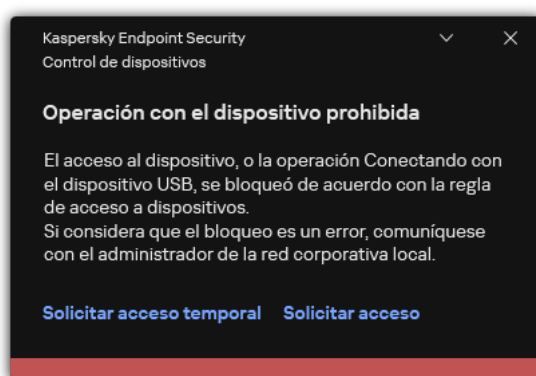 Kaspersky Endpoint Security
Control de dispositivos
Operación con el dispositivo prohibida
El acceso al dispositivo, o la operación Conectando con
el dispositivo USB, se bloqueó de acuerdo con la regla
de acceso a dispositivos.
Si considera que el bloqueo es un error, comuníquese
con el administrador de la red corporativa local.
Solicitar acceso temporal Solicitar acceso